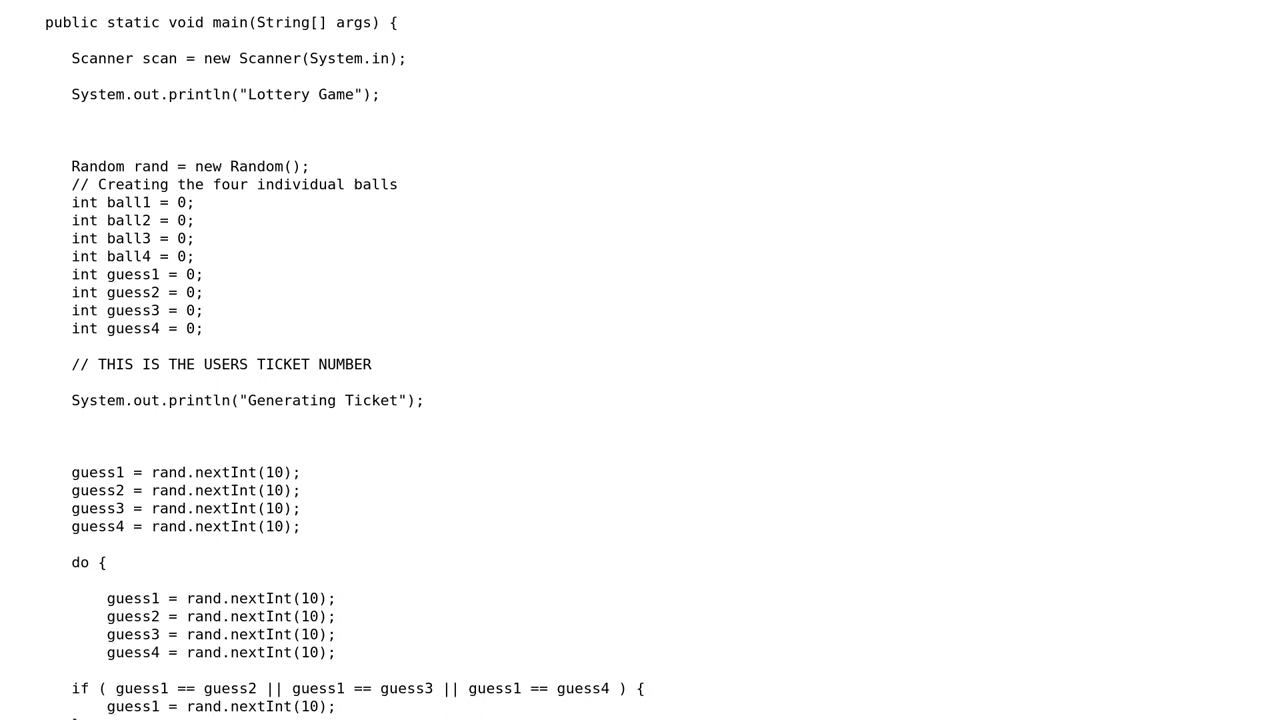 public static void main(String[] args) {
Scanner scan = new Scanner(System.in);
System.out.println("Lottery Game");
Random rand = new Random();
// Creating the four individual balls
int ball1 = 0;
int ball2 = 0;
int ball3 = 0;
int ball4 = 0;
int guess1 = 0;
int guess2 = 0;
int guess3 = 0;
int guess4 = 0;
// THIS IS THE USERS TICKET NUMBER
System.out.println("Generating Ticket");
guess1 = rand.nextInt(10);
guess2 = rand.nextInt(10);
guess3 = rand.nextInt(10);
guess4 = rand.nextInt(10);
do {
guess1 = rand.nextInt(10);
guess2 = rand.nextInt(10);
guess3 = rand.nextInt(10);
guess4 = rand.nextInt(10);
if ( guess1 == guess2 || guess1 == guess3 || guess1 == guess4 ) {
guess1 = rand.nextInt(10);